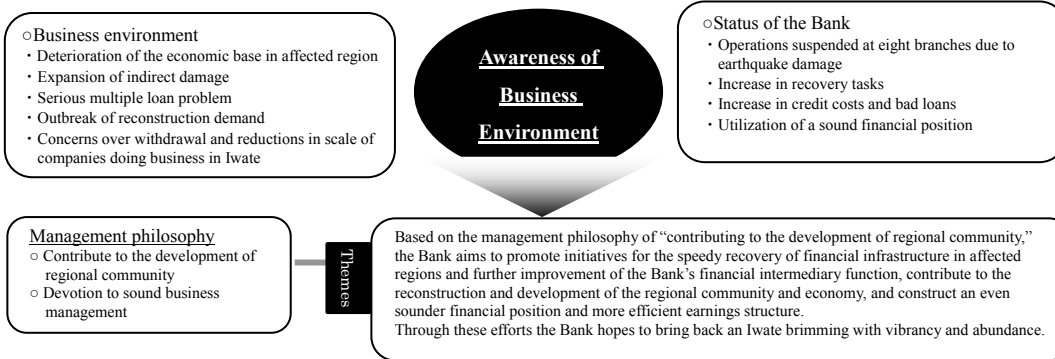 ○Business environment
・Deterioration of the economic base in affected region
・Expansion of indirect damage
・Serious multiple loan problem
・Outbreak of reconstruction demand
・Concerns over withdrawal and reductions in scale of
companies doing business in Iwate
Awareness of
Business
Environment
○Status of the Bank
・Operations suspended at eight branches due to
earthquake damage
・Increase in recovery tasks
・Increase in credit costs and bad loans
・Utilization of a sound financial position
Management philosophy
○ Contribute to the development of
regional community
○ Devotion to sound business
management
Themes
Based on the management philosophy of “contributing to the development of regional community,”
the Bank aims to promote initiatives for the speedy recovery of financial infrastructure in affected
regions and further improvement of the Bank’s financial intermediary function, contribute to the
reconstruction and development of the regional community and economy, and construct an even
sounder financial position and more efficient earnings structure.
Through these efforts the Bank hopes to bring back an Iwate brimming with vibrancy and abundance.